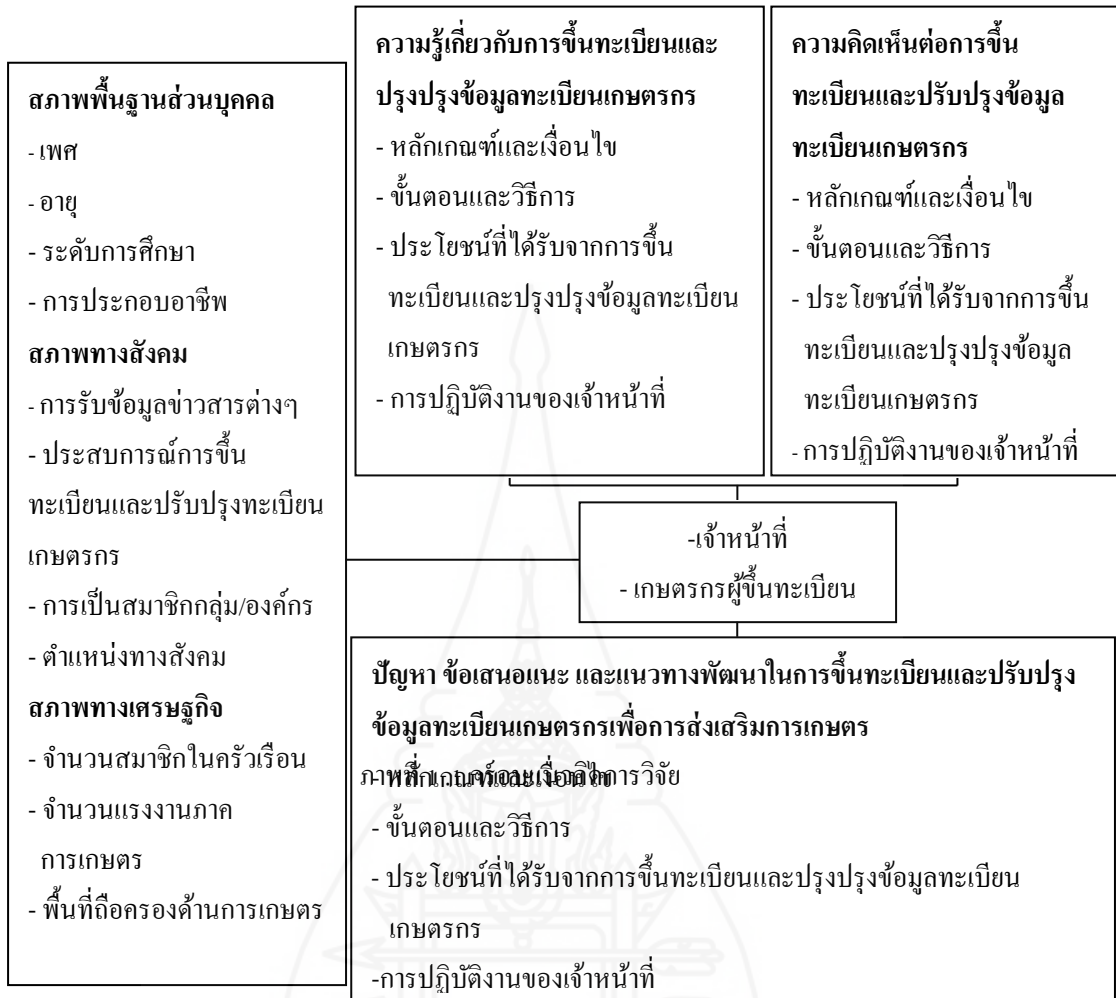 สภาพพื้นฐานส่วนบุคคล
- เพศ
- อายุ
- ระดับการศึกษา
- การประกอบอาชีพ
สภาพทางสังคม
- การรับข้อมูลข่าวสารต่างๆ
- ประสบการณ์การขึ้น
ทะเบียนและปรับปรุงทะเบียน
เกษตรกร
- การเป็นสมาชิกกลุ่ม/องค์กร
- ตำแหน่งทางสังคม
สภาพทางเศรษฐกิจ
- จำนวนสมาชิกในครัวเรือน
- จำนวนแรงงานภาค
การเกษตร
- พื้นที่ถือครองด้านการเกษตร
ความรู้เกี่ยวกับการขึ้นทะเบียนและ
ปรุงปรุงข้อมูลทะเบียนเกษตรกร
- หลักเกณฑ์และเงื่อนไข
- ขั้นตอนและวิธีการ
- ประโยชน์ที่ได้รับจากการขึ้น
ทะเบียนและปรุงปรุงข้อมูลทะเบียน
เกษตรกร
- การปฏิบัติงานของเจ้าหน้าที่
ความคิดเห็นต่อการขึ้น
ทะเบียนและปรับปรุงข้อมูล
ทะเบียนเกษตรกร
- หลักเกณฑ์และเงื่อนไข
- ขั้นตอนและวิธีการ
- ประโยชน์ที่ได้รับจากการขึ้น
ทะเบียนและปรุงปรุงข้อมูล
ทะเบียนเกษตรกร
- การปฏิบัติงานของเจ้าหน้าที่
-เจ้าหน้าที่
- เกษตรกรผู้ขึ้นทะเบียน
ปัญหา ข้อเสนอแนะ และแนวทางพัฒนาในการขึ้นทะเบียนและปรับปรุง
ข้อมูลทะเบียนเกษตรกรเพื่อการส่งเสริมการเกษตร
- หลักเกณฑ์และเงื่อนไข
- ขั้นตอนและวิธีการ
- ประโยชน์ที่ได้รับจากการขึ้นทะเบียนและปรุงปรุงข้อมูลทะเบียน
เกษตรกร
-การปฏิบัติงานของเจ้าหน้าที่